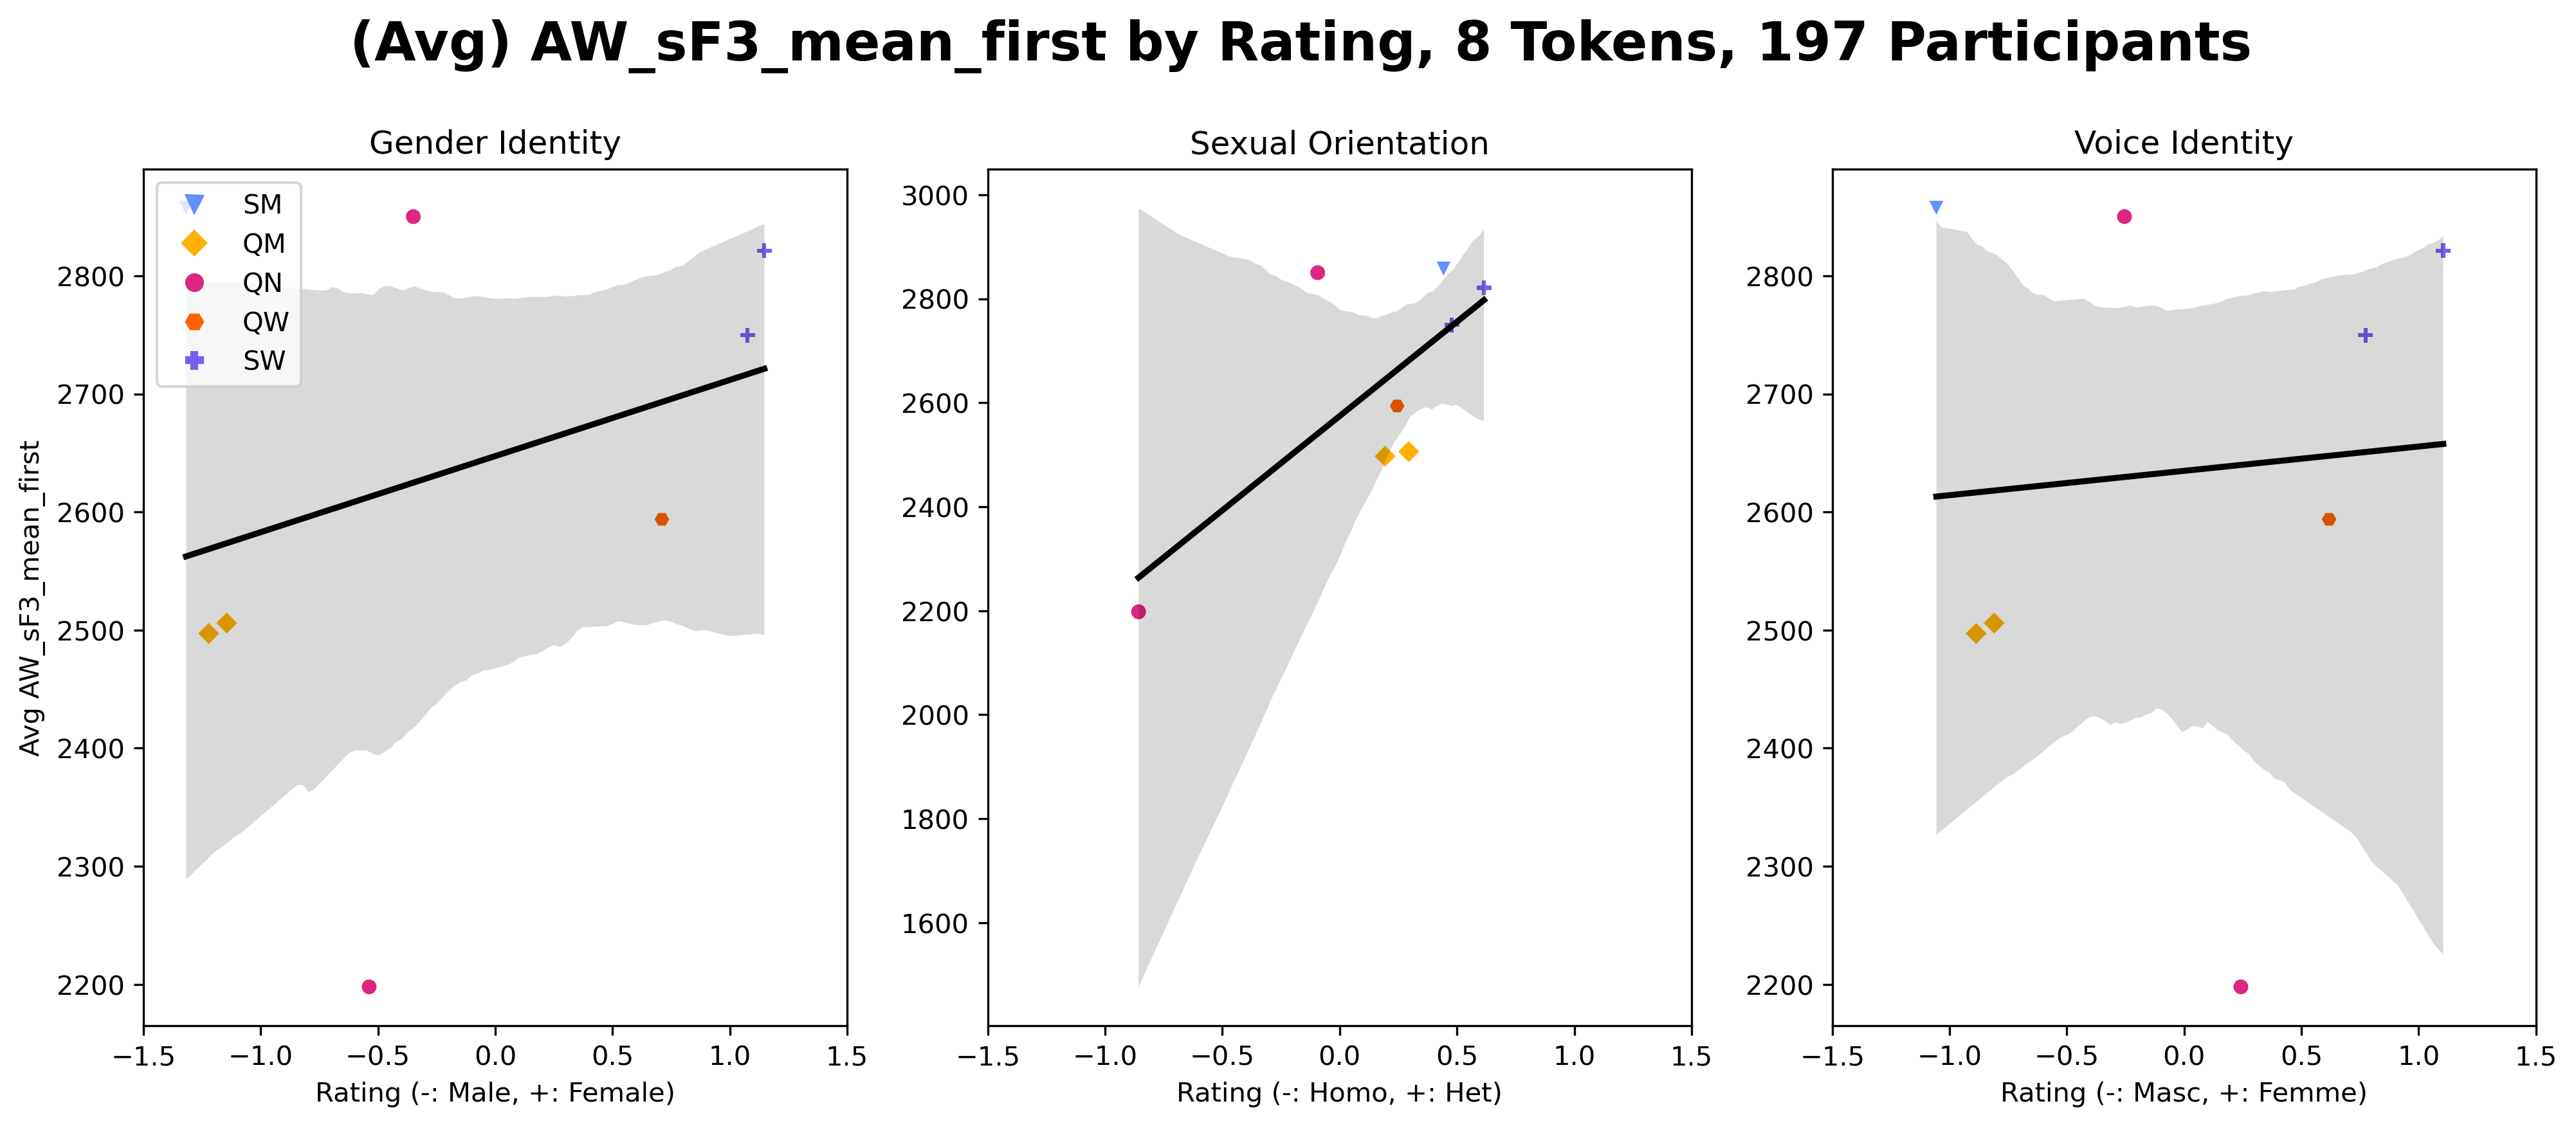 (Avg) AW_sF3_mean_first by Rating, 8 Tokens, 197 Participants
Gender Identity
SM
QM
QN
QW
SW
2800
2700
2600
2500
2400
2300
2200
Avg AW_sF3_mean_first
−1.5 −1.0 −0.5 0.0 0.5 1.0 1.5
Rating (-: Male, +: Female)
Sexual Orientation
3000
2800
2600
2400
2200
2000
1800
1600
−1.5 −1.0 −0.5 0.0 0.5 1.0 1.5
Rating (-: Homo, +: Het)
Voice Identity
2800
2700
2600
2500
2400
2300
2200
−1.5 −1.0 −0.5 0.0 0.5 1.0 1.5
Rating (-: Masc, +: Femme)